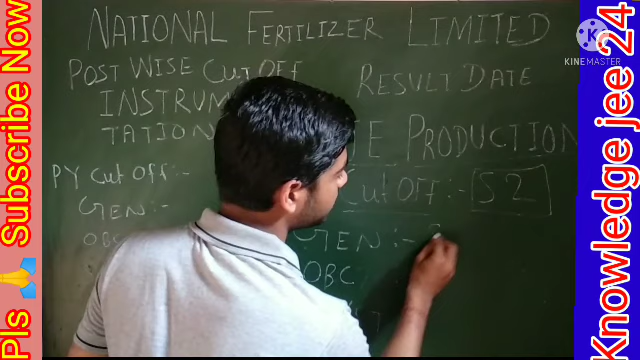 Pls 🙏 Subscribe Now
NATIONAL FERTILIZER LIMITED
POST WISE CUT OFF
INSTRUM
TATION
RESULT DATE
PRODUCTION
PY Cut Off :-
GEN :-
OBC
Cut Off :- 52
GEN :-
OBC
KINEMASTER
Knowledge jee 24